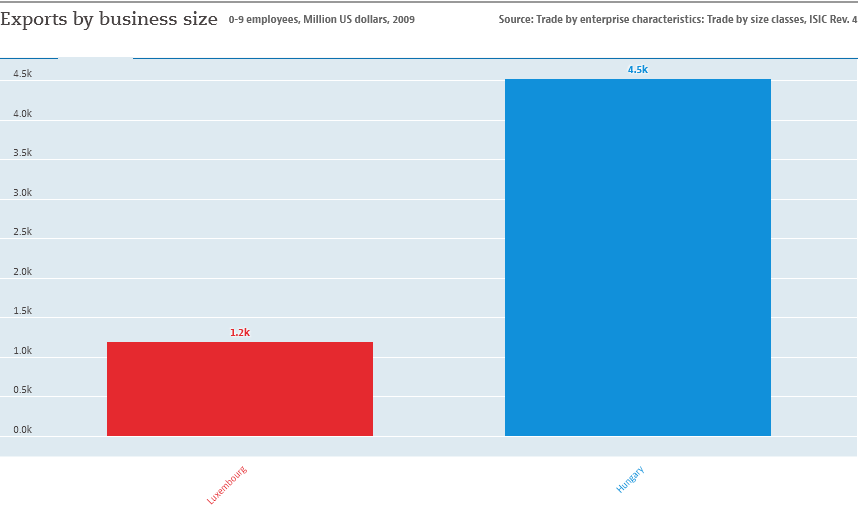 Exports by business size 0-9 employees, Million US dollars, 2009 Source: Trade by enterprise characteristics: Trade by size classes, ISIC Rev. 4
4.5k
4.5k
4.0k
3.5k
3.0k
2.5k
2.0k
1.5k
1.2k
1.0k
0.5k
0.0k
Luxembourg Hungary